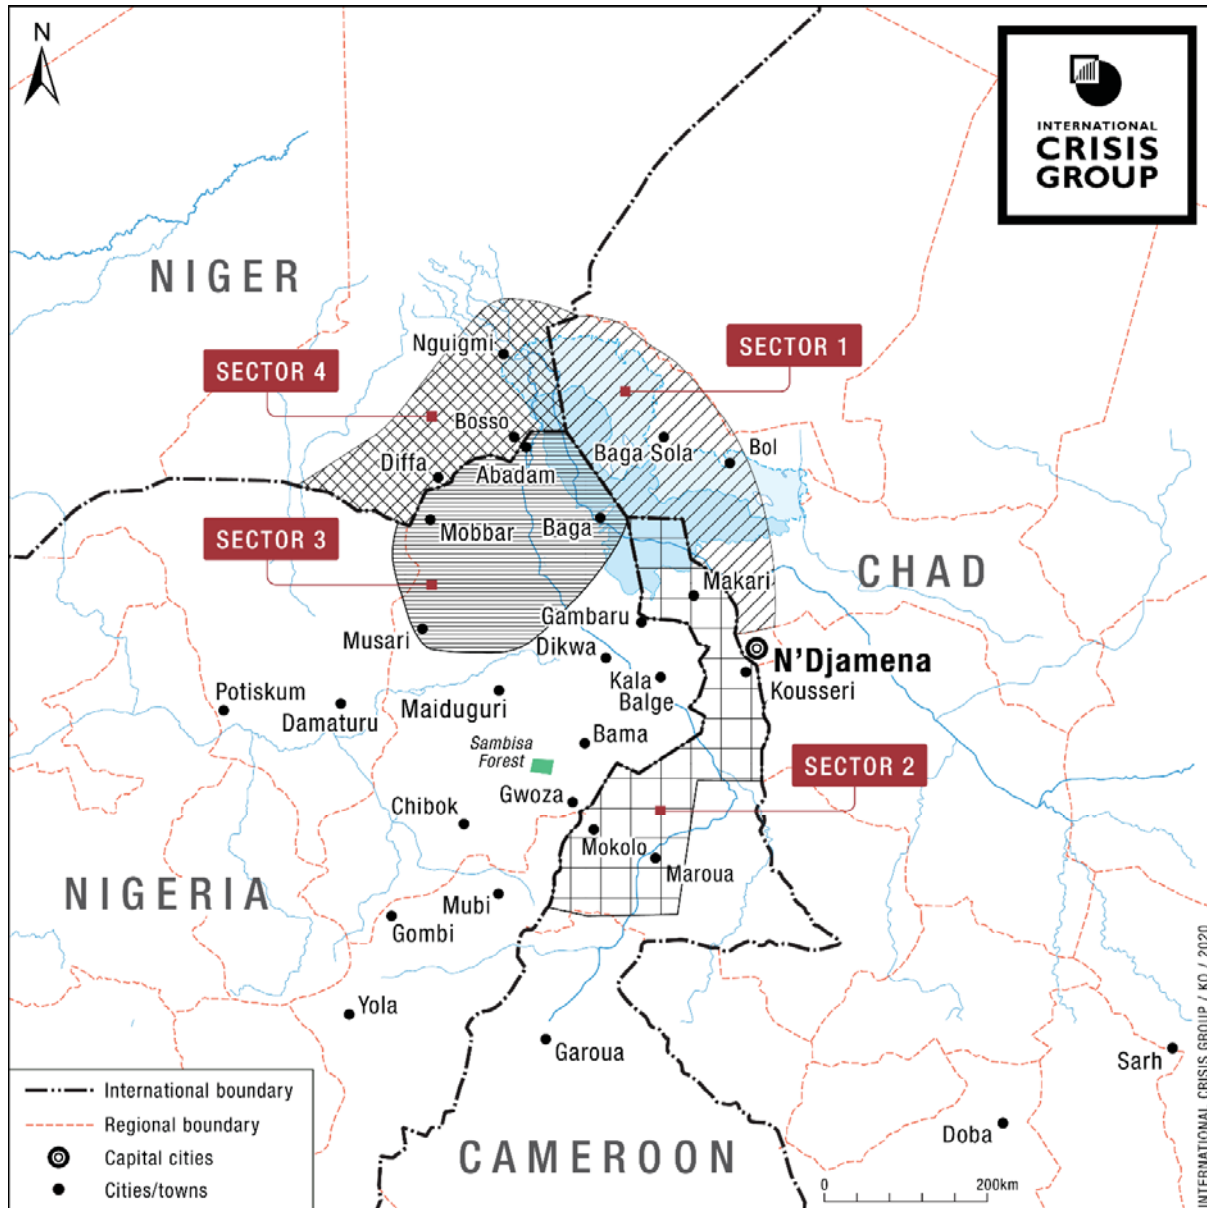 N
INTERNATIONAL
CRISIS
GROUP
NIGER
SECTOR 1
Nguigmi
SECTOR 4
Bosso
Baga Sola
Bol
Diffa
Abadam
SECTOR 3
Mobbar
Baga
CHAD
Makari
Gambaru
Musari
Dikwa
N'Djamena
Kala
Balge
Kousseri
Potiskum
Damaturu
Maiduguri
Bama
Sambisa
Forest
SECTOR 2
Gwoza
Chibok
Mokolo
Maroua
NIGERIA
Mubi
Gombi
Yola
Garoua
Sarh
Doba
CAMEROON
International boundary
Regional boundary
Capital cities
Cities/towns
0 200km
INTERNATIONAL CRISIS GROUP / KO / 2020